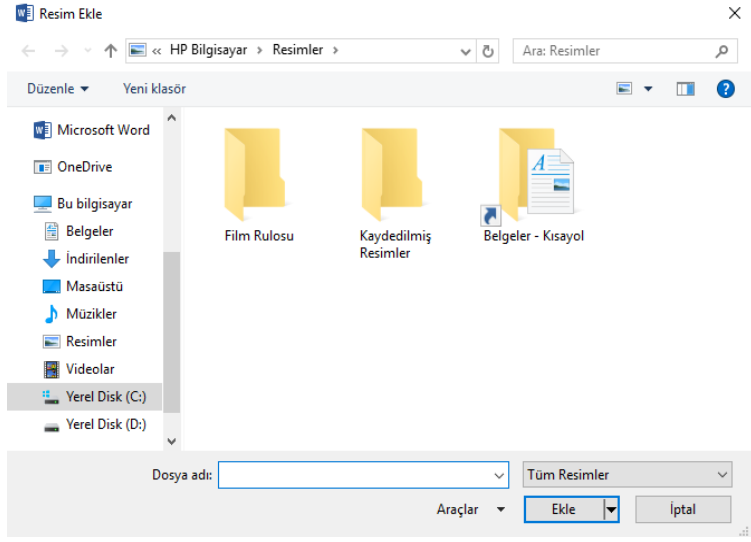 Resim Ekle
« HP Bilgisayar > Resimler >
Ara: Resimler
Düzenle
Yeni klasör
Microsoft Word
OneDrive
Bu bilgisayar
Belgeler
İndirilenler
Masaüstü
Müzikler
Resimler
Videolar
Yerel Disk (C:)
Yerel Disk (D:)
Film Rulosu
Kaydedilmiş
Resimler
Belgeler - Kısayol
Dosya adı:
Tüm Resimler
Araçlar
Ekle
İptal